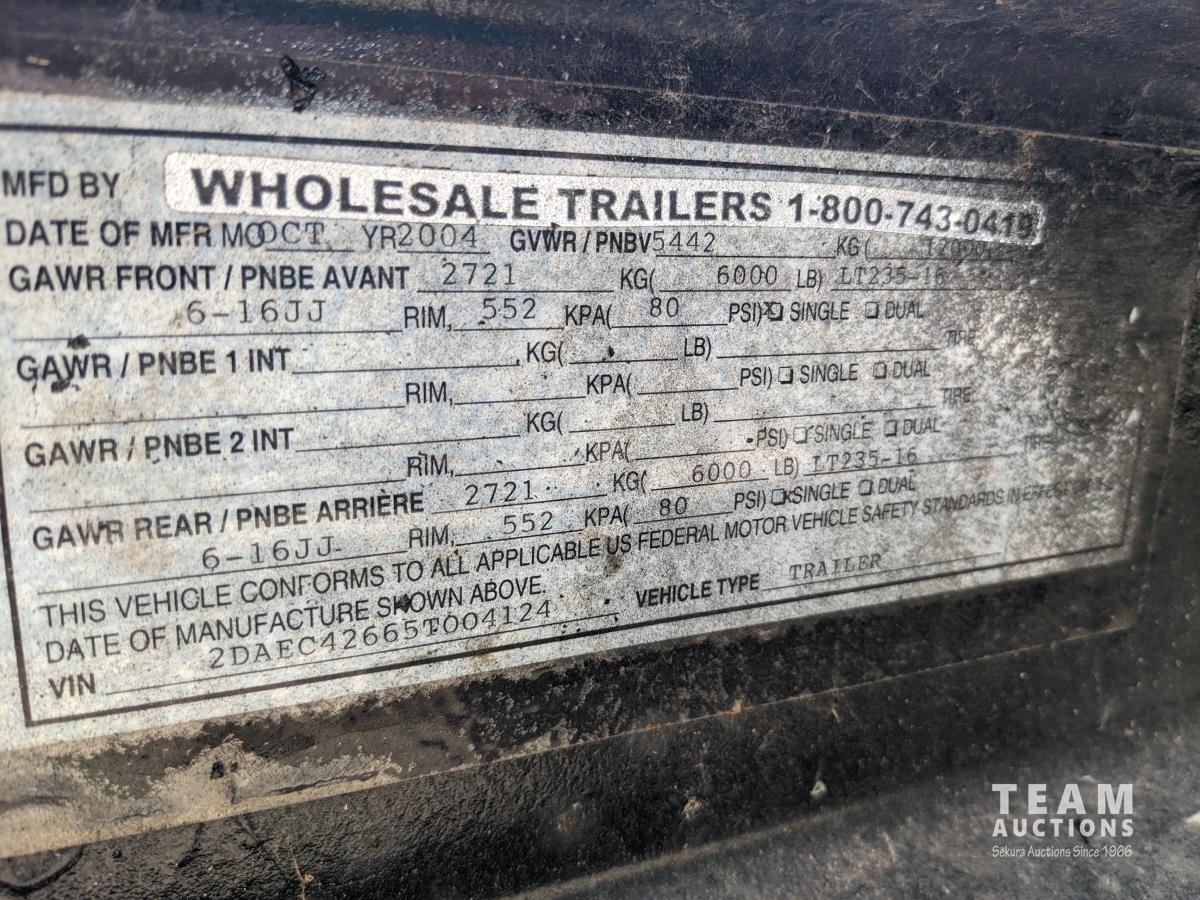 MFD BY WHOLESALE TRAILERS 1-800-743-0419
DATE OF MFR MO OCT YR 2004 GVWR / PNBV 5442 KG(
GAWR FRONT / PNBE AVANT 2721 KG( 6000 LB) LT235-16
6-16JJ RIM, 552 KPA( 80 PSI) ☒ SINGLE ☐ DUAL
GAWR / PNBE 1 INT KG( LB) TIRE
RIM, KPA( PSI) ☐ SINGLE ☐ DUAL
GAWR / PNBE 2 INT KG( LB) TIRE
RIM, KPA( PSI) ☐ SINGLE ☐ DUAL
GAWR REAR / PNBE ARRIÈRE 2721 KG( 6000 LB) LT235-16 TIRE
6-16JJ RIM, 552 KPA( 80 PSI) ☒ SINGLE ☐ DUAL
THIS VEHICLE CONFORMS TO ALL APPLICABLE US FEDERAL MOTOR VEHICLE SAFETY STANDARDS IN EFFECT
DATE OF MANUFACTURE SHOWN ABOVE.
VIN 2DAEC42665T004124 VEHICLE TYPE TRAILER
TEAM
AUCTIONS
Sekura Auctions Since 1966